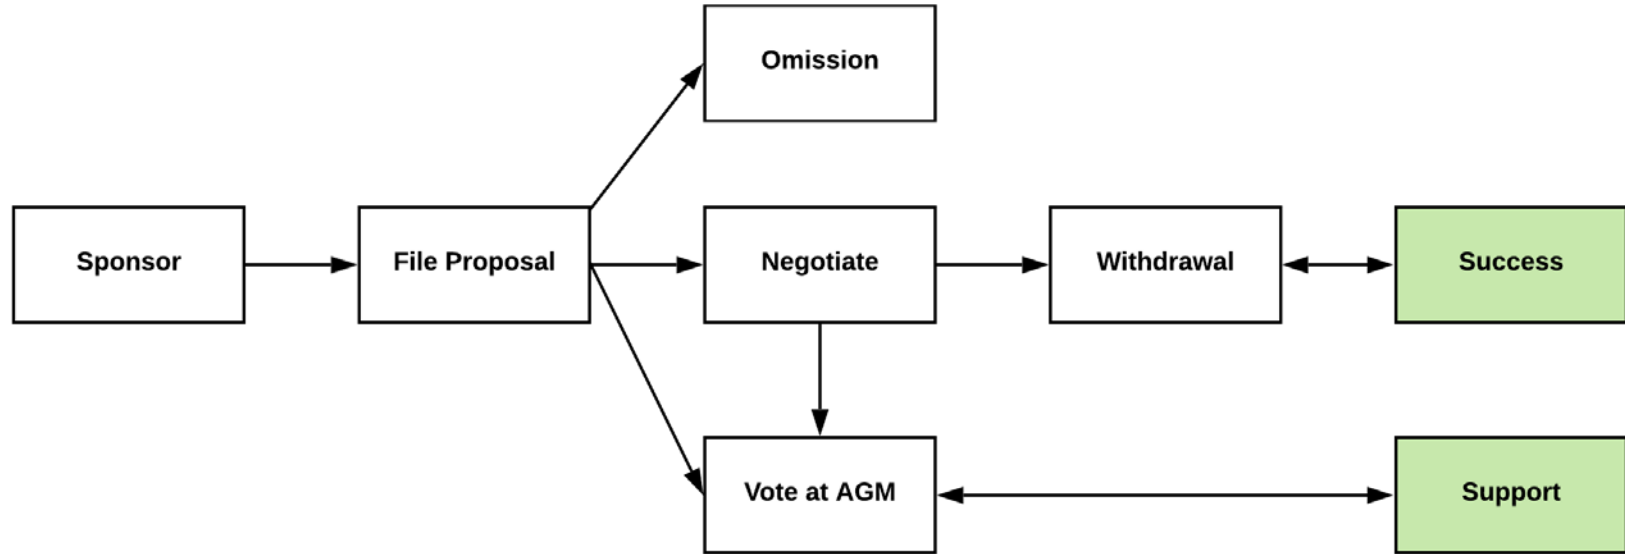 Omission
Sponsor
File Proposal
Negotiate
Withdrawal
Success
Vote at AGM
Support